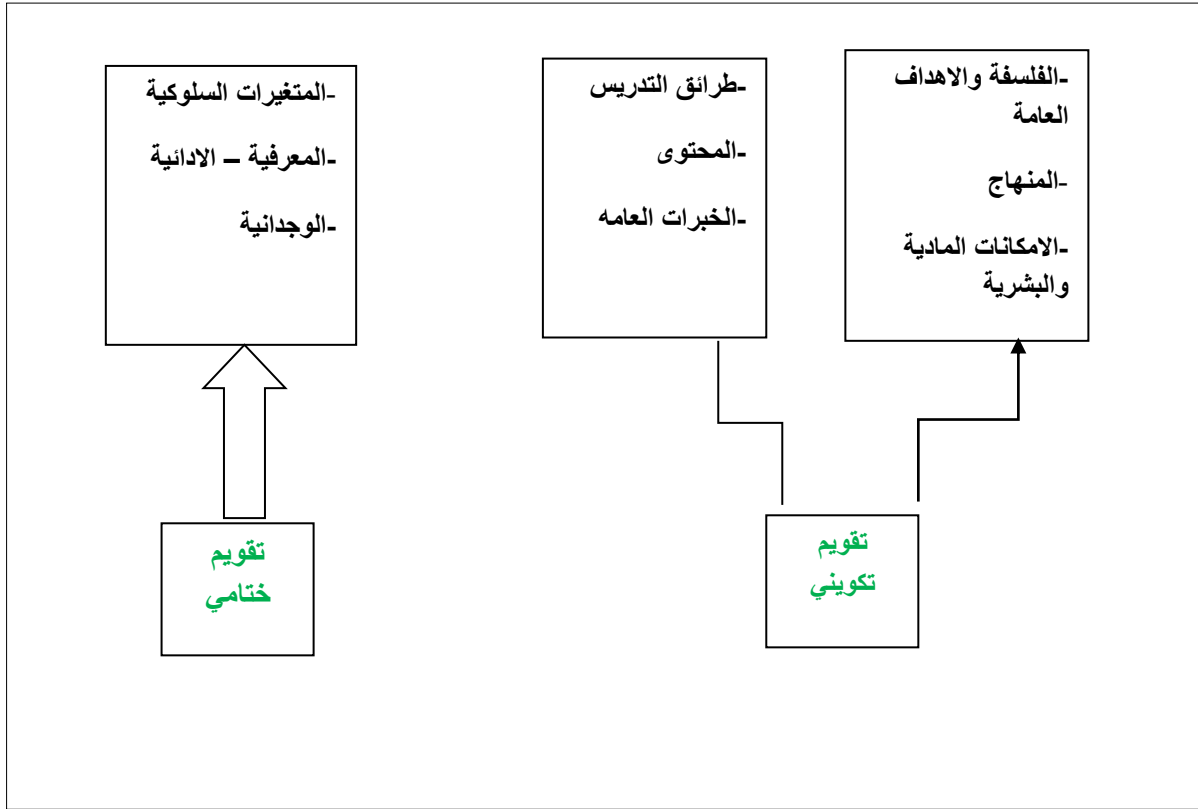 -الفلسفة والاهداف
العامة
-المنهاج
-الامكانات المادية
والبشرية
-طرائق التدريس
-المحتوى
-الخبرات العامه
-المتغيرات السلوكية
-المعرفية – الادائية
-الوجدانية
تقويم
تكويني
تقويم
ختامي